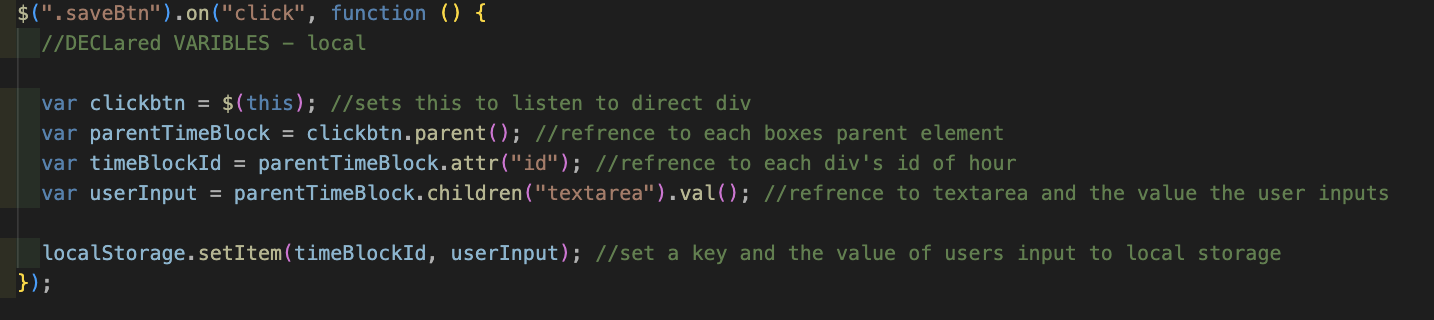 $(".saveBtn").on("click", function () {
//DECLared VARIBLES - local
var clickbtn = $(this); //sets this to listen to direct div
var parentTimeBlock = clickbtn.parent(); //refrence to each boxes parent element
var timeBlockId = parentTimeBlock.attr("id"); //refrence to each div's id of hour
var userInput = parentTimeBlock.children("textarea").val(); //refrence to textarea and the value the user inputs
localStorage.setItem(timeBlockId, userInput); //set a key and the value of users input to local storage
});